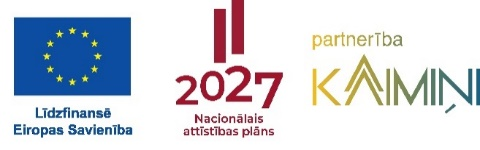 Līdzfinansē
Eiropas Savienība
2027
Nacionālais
attīstības plāns
partnerība
KAIMIŅI